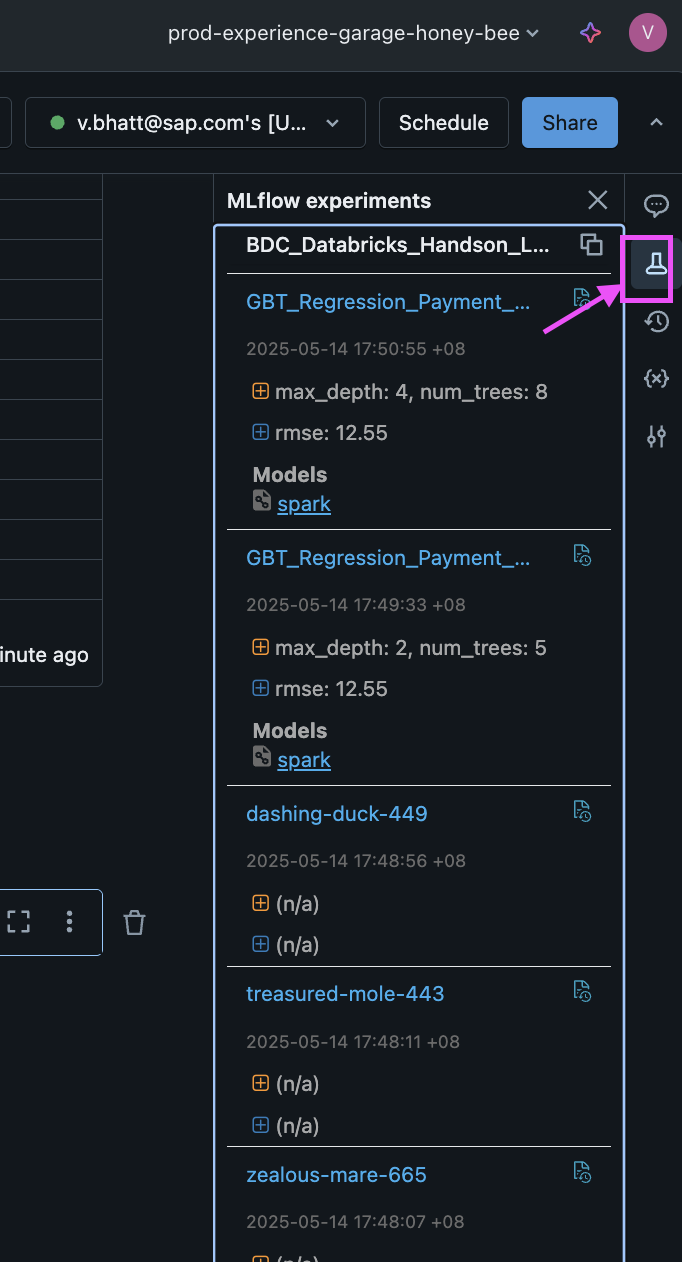 prod-experience-garage-honey-bee
V
v.bhatt@sap.com's [U...
Schedule
Share
MLflow experiments
BDC_Databricks_Handson_L...
GBT_Regression_Payment_...
2025-05-14 17:50:55 +08
max_depth: 4, num_trees: 8
rmse: 12.55
Models
spark
GBT_Regression_Payment_...
2025-05-14 17:49:33 +08
max_depth: 2, num_trees: 5
inute ago
rmse: 12.55
Models
spark
dashing-duck-449
2025-05-14 17:48:56 +08
(n/a)
(n/a)
treasured-mole-443
2025-05-14 17:48:11 +08
(n/a)
(n/a)
zealous-mare-665
2025-05-14 17:48:07 +08
(n/a)